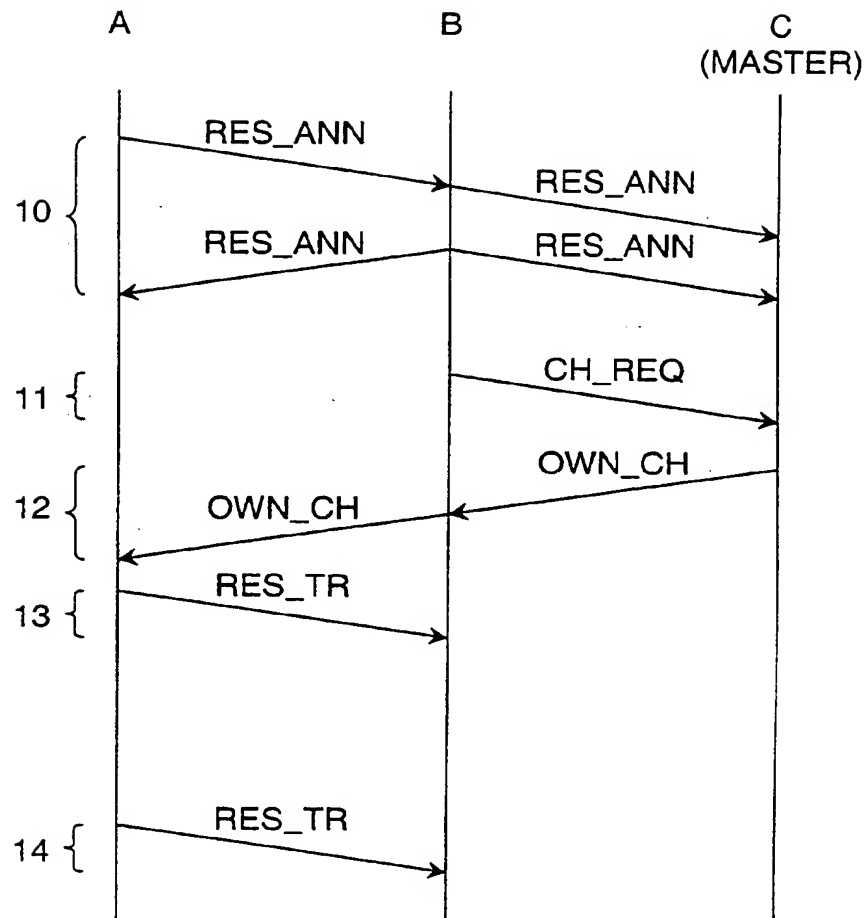 A B C
(MASTER)
RES_ANN
RES_ANN
10
RES_ANN RES_ANN
CH_REQ
11
OWN_CH
12
OWN_CH
RES_TR
13
RES_TR
14